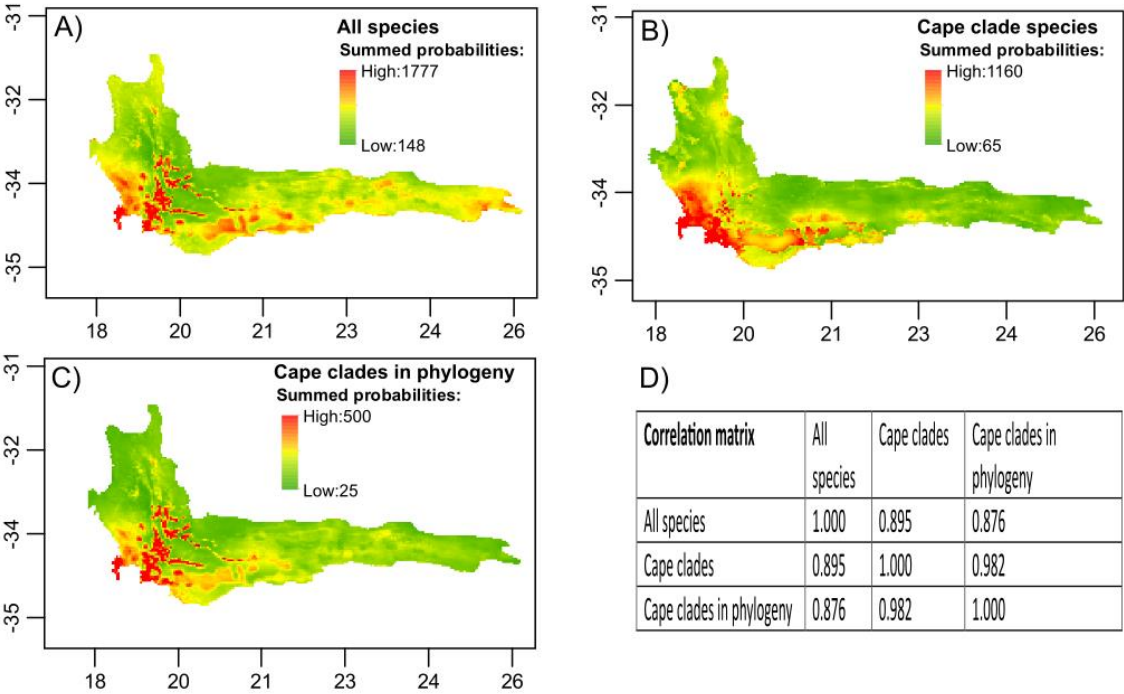 A)
All species
Summed probabilities:
High:1777
Low:148
-31
-32
-34
-35
18
20
21
23
24
26
B)
Cape clade species
Summed probabilities:
High:1160
Low:65
-31
-32
-34
-35
18
20
21
23
24
26
C)
Cape clades in phylogeny
Summed probabilities:
High:500
Low:25
-31
-32
-34
-35
18
20
21
23
24
26
D)
Correlation matrix All species Cape clades Cape clades in phylogeny
All species 1.000 0.895 0.876
Cape clades 0.895 1.000 0.982
Cape clades in phylogeny 0.876 0.982 1.000